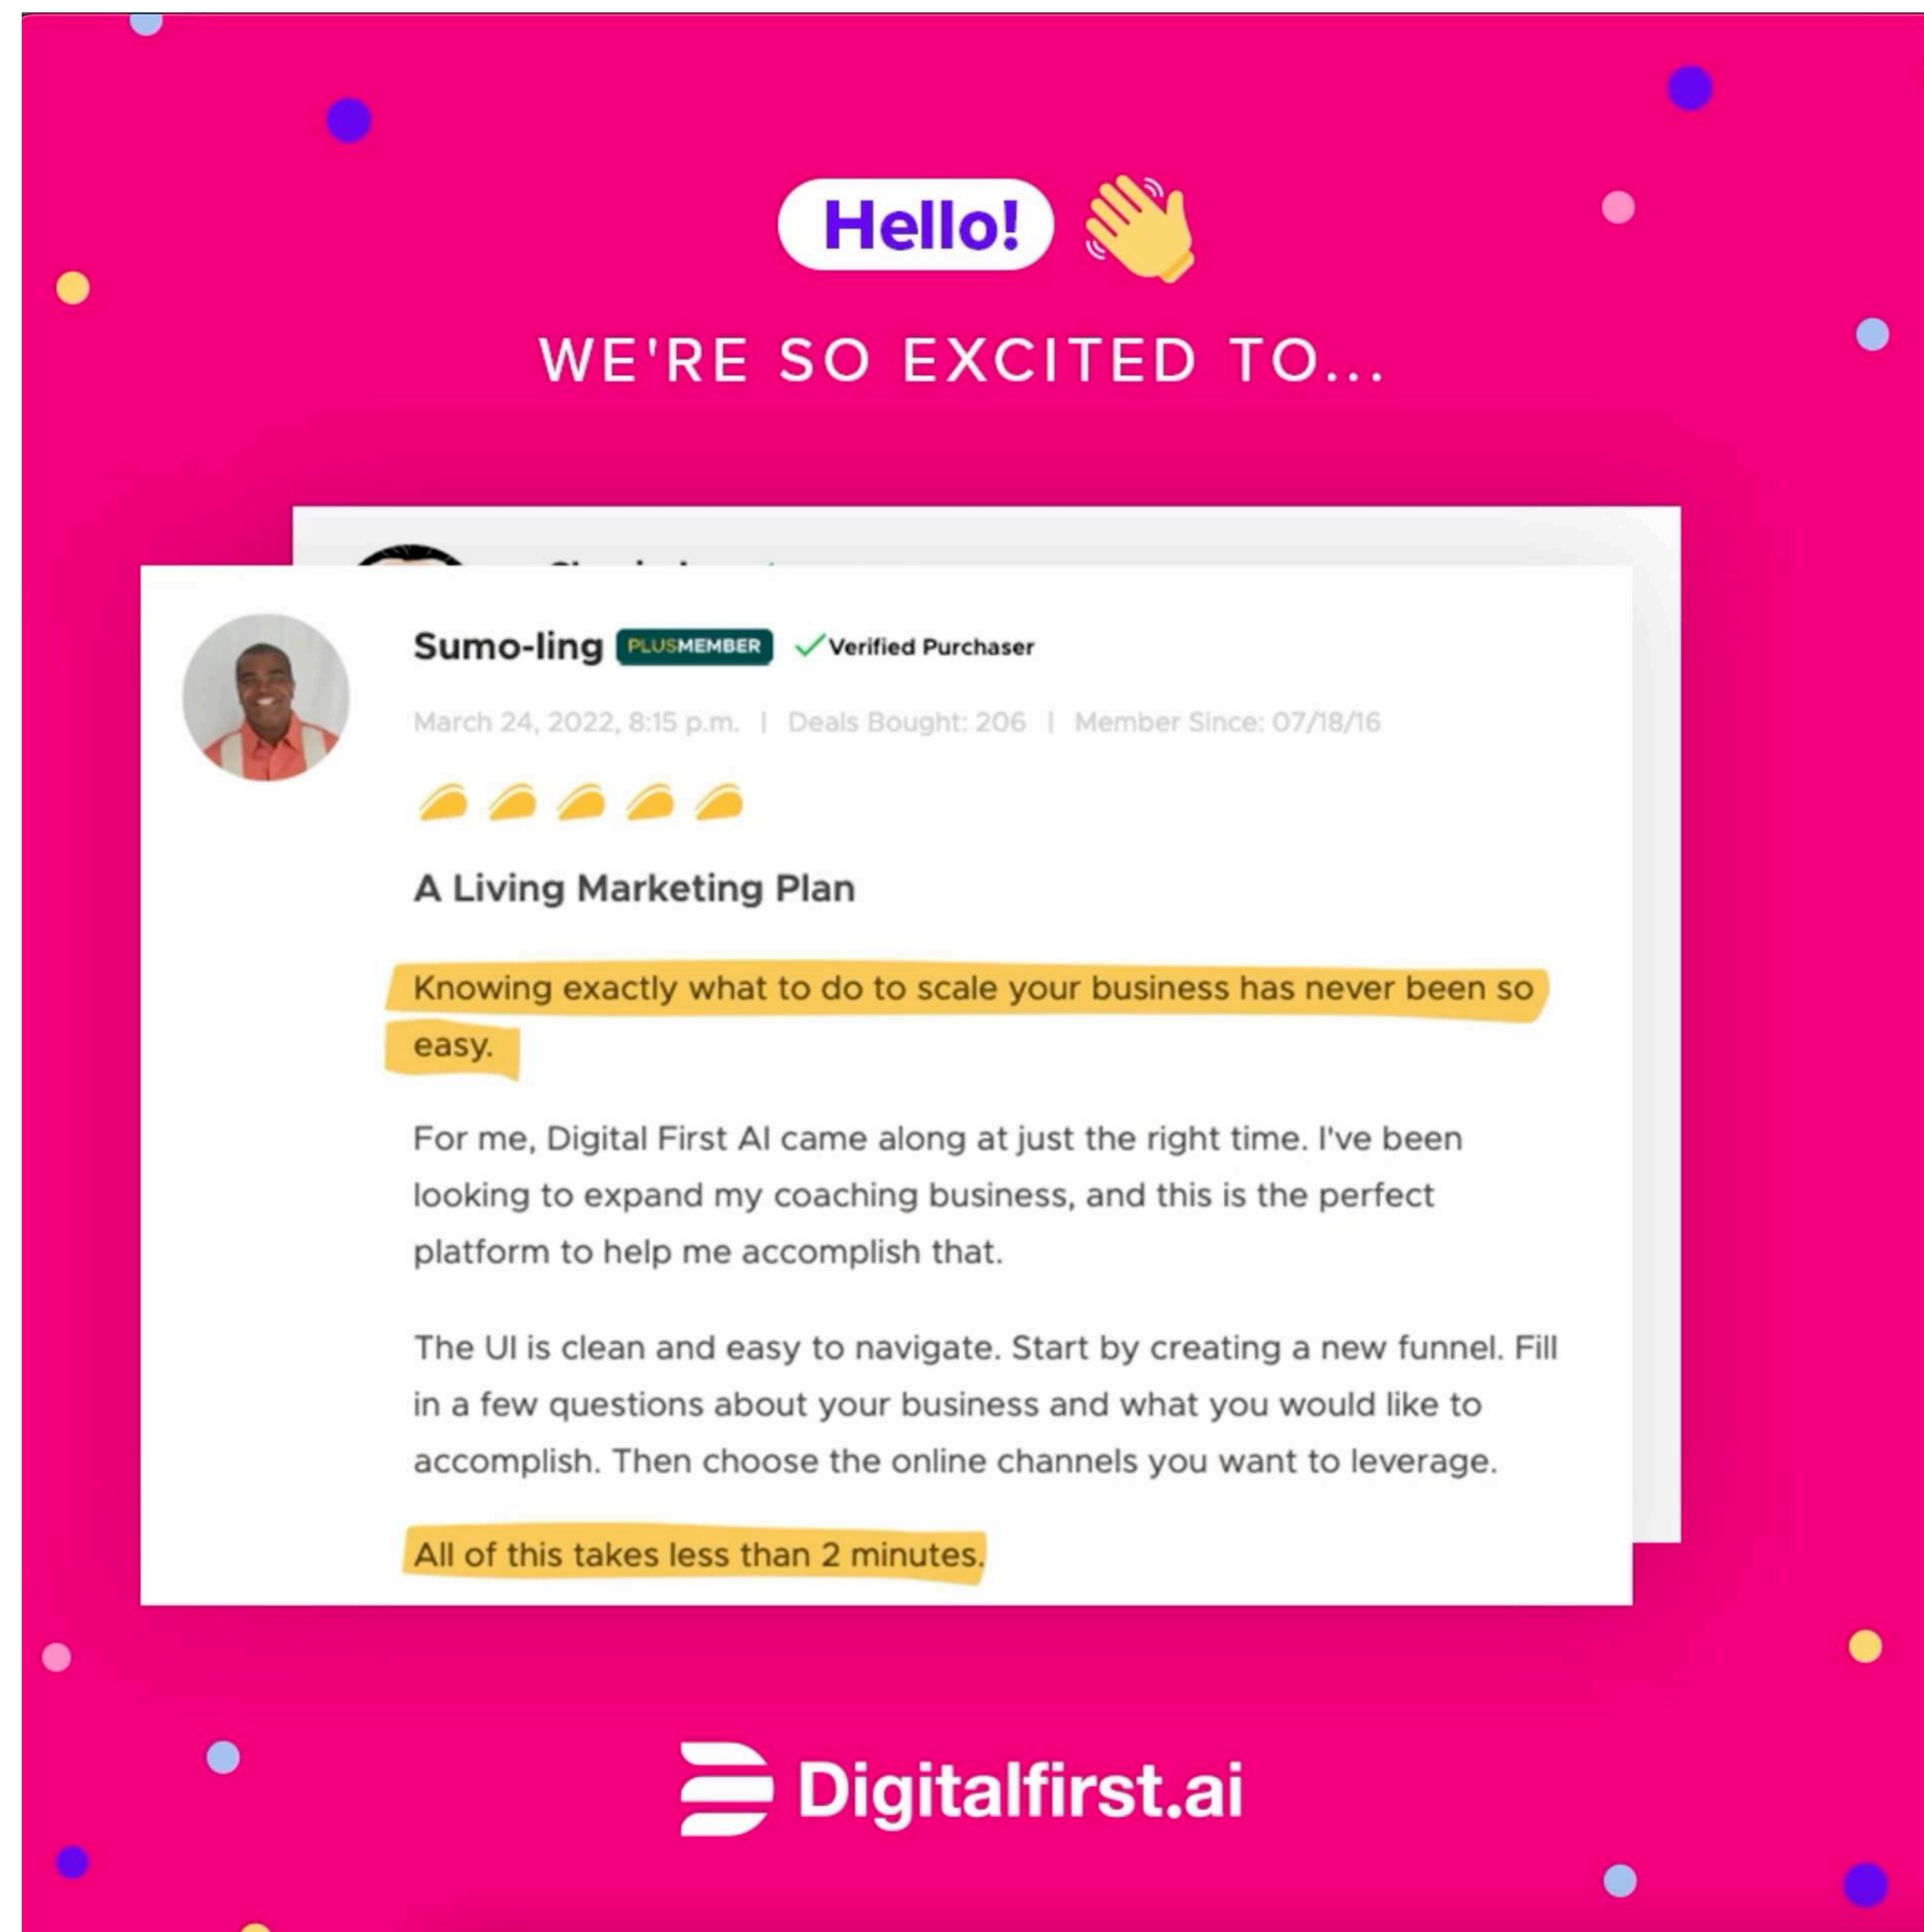 Hello!
WE'RE SO EXCITED TO...
Sumo-ling PLUSMEMBER Verified Purchaser
March 24, 2022, 8:15 p.m. | Deals Bought: 206 | Member Since: 07/18/16
A Living Marketing Plan
Knowing exactly what to do to scale your business has never been so
easy.
For me, Digital First AI came along at just the right time. I've been
looking to expand my coaching business, and this is the perfect
platform to help me accomplish that.
The UI is clean and easy to navigate. Start by creating a new funnel. Fill
in a few questions about your business and what you would like to
accomplish. Then choose the online channels you want to leverage.
All of this takes less than 2 minutes.
Digitalfirst.ai